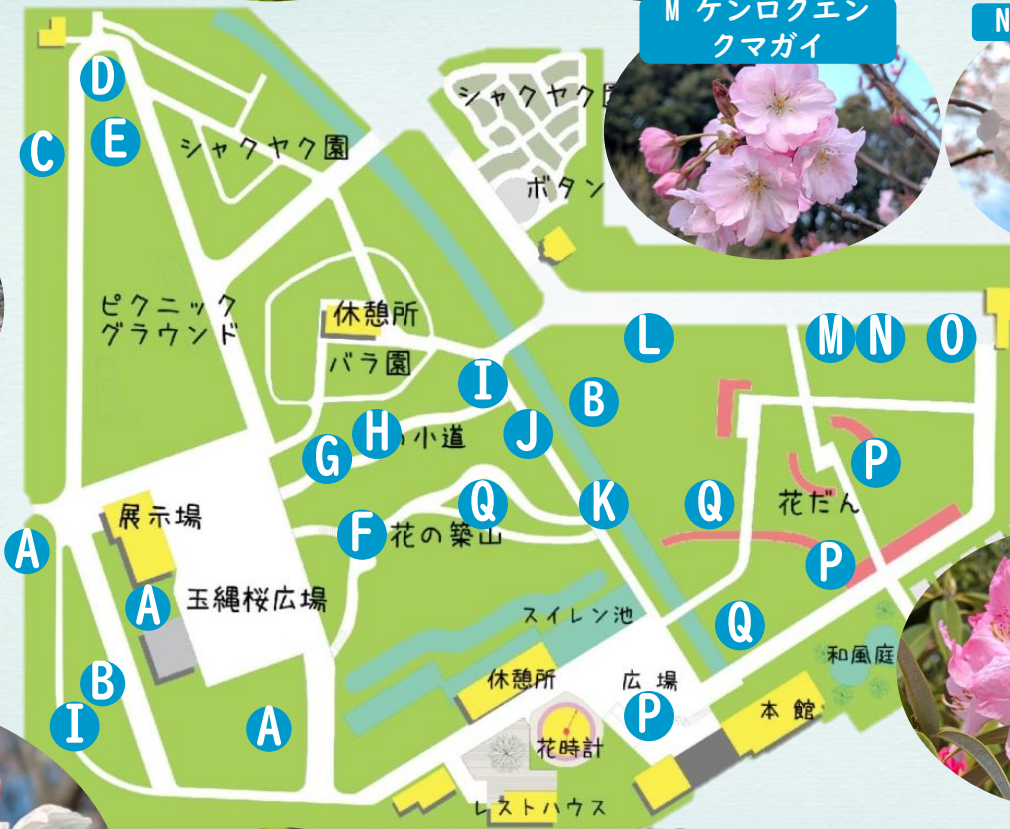 M ケンロクエン
クマガイ
N
D
C
E
シャクヤク園
シャクヤク
ボタン
ピクニック
グラウンド
休憩所
バラ園
L
M
N
O
I
B
H
小道
J
G
P
Q
K
Q
花だん
F
花の築山
展示場
A
P
A
玉縄桜広場
スイレン池
Q
和風庭
B
休憩所
広場
I
A
P
本館
花時計
レストハウス